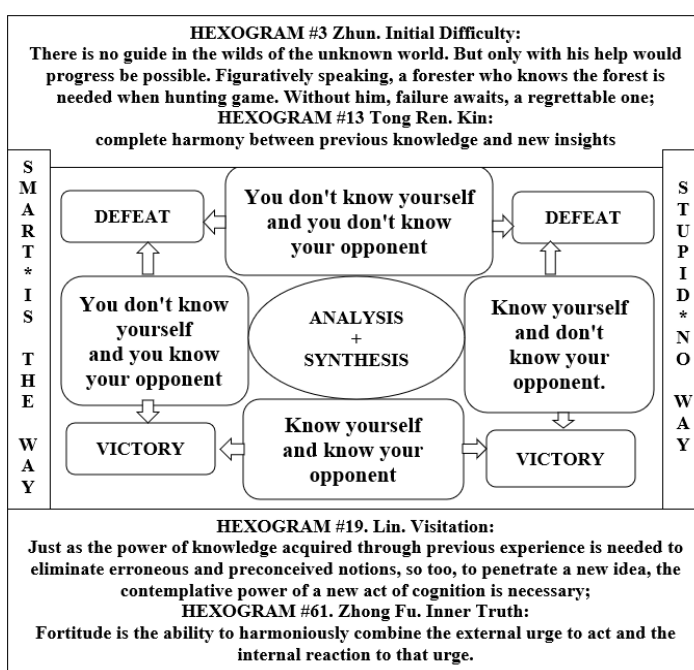 HEXOGRAM #3 Zhun. Initial Difficulty:
There is no guide in the wilds of the unknown world. But only with his help would
progress be possible. Figuratively speaking, a forester who knows the forest is
needed when hunting game. Without him, failure awaits, a regrettable one;
HEXOGRAM #13 Tong Ren. Kin:
complete harmony between previous knowledge and new insights
SMART*IS THE WAY
DEFEAT
You don't know yourself
and you don't know
your opponent
DEFEAT
STUPID*NO WAY
You don't know
yourself
and you know
your opponent
ANALYSIS
+
SYNTHESIS
Know yourself
and don't
know your
opponent.
VICTORY
Know yourself
and know your
opponent
VICTORY
HEXOGRAM #19. Lin. Visitation:
Just as the power of knowledge acquired through previous experience is needed to
eliminate erroneous and preconceived notions, so too, to penetrate a new idea, the
contemplative power of a new act of cognition is necessary;
HEXOGRAM #61. Zhong Fu. Inner Truth:
Fortitude is the ability to harmoniously combine the external urge to act and the
internal reaction to that urge.